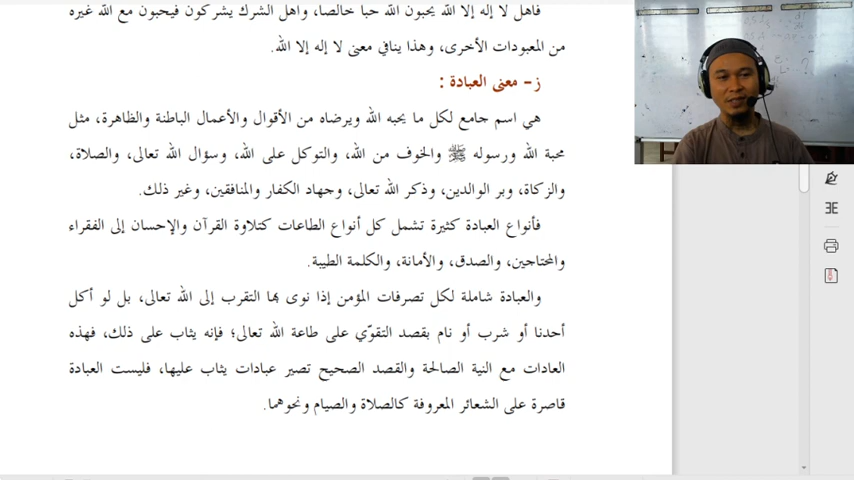 فأهل لا إله إلا الله يحبون الله حبا خالصا، وأهل الشرك يشركون فيحبون مع الله غيره
من المعبودات الأخرى، وهذا ينافي معنى لا إله إلا الله.
ز- معنى العبادة :
هي اسم جامع لكل ما يحبه الله ويرضاه من الأقوال والأعمال الباطنة والظاهرة، مثل
محبة الله ورسوله ﷺ والخوف من الله، والتوكل على الله، وسؤال الله تعالى، والصلاة،
والزكاة، وبر الوالدين، وذكر الله تعالى، وجهاد الكفار والمنافقين، وغير ذلك.
فأنواع العبادة كثيرة تشمل كل أنواع الطاعات كتلاوة القرآن والإحسان إلى الفقراء
والمحتاجين، والصدق، والأمانة، والكلمة الطيبة.
والعبادة شاملة لكل تصرفات المؤمن إذا نوى بها التقرب إلى الله تعالى، بل لو أكل
أحدنا أو شرب أو نام بقصد التقوّي على طاعة الله تعالى؛ فإنه يثاب على ذلك، فهذه
العادات مع النية الصالحة والقصد الصحيح تصير عبادات يثاب عليها، فليست العبادة
قاصرة على الشعائر المعروفة كالصلاة والصيام ونحوهما.